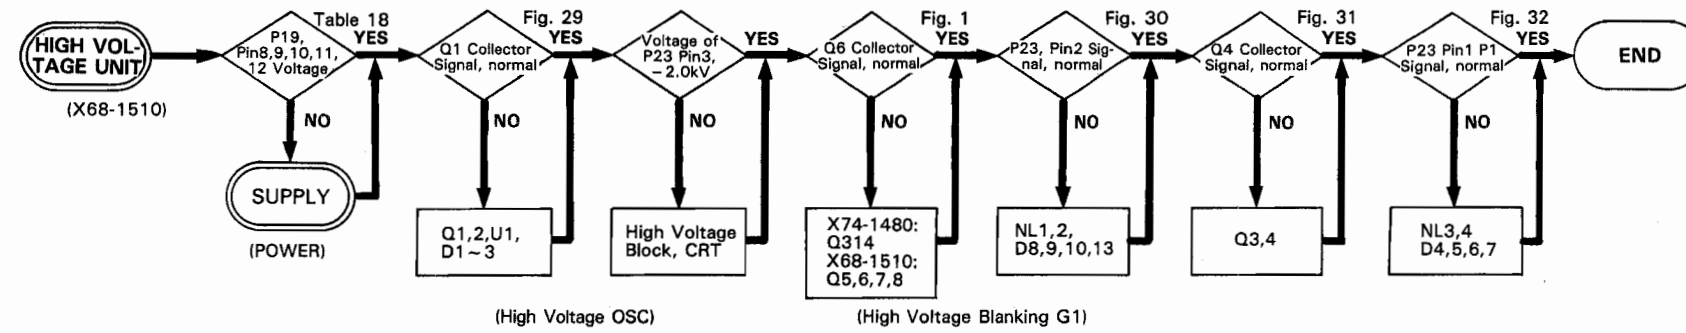 HIGH VOL-
TAGE UNIT
(X68-1510)
P19,
Pin8,9,10,11,
12 Voltage
Table 18
YES
NO
SUPPLY
(POWER)
Q1 Collector
Signal, normal
Fig. 29
YES
NO
Q1,2,U1,
D1~3
(High Voltage OSC)
Voltage of
P23 Pin3,
-2.0kV
YES
NO
High Voltage
Block, CRT
Q6 Collector
Signal, normal
Fig. 1
YES
NO
X74-1480:
Q314
X68-1510:
Q5,6,7,8
(High Voltage Blanking G1)
P23, Pin2 Sig-
nal, normal
Fig. 30
YES
NO
NL1,2,
D8,9,10,13
Q4 Collector
Signal, normal
Fig. 31
YES
NO
Q3,4
P23 Pin1 P1
Signal, normal
Fig. 32
YES
NO
NL3,4
D4,5,6,7
END